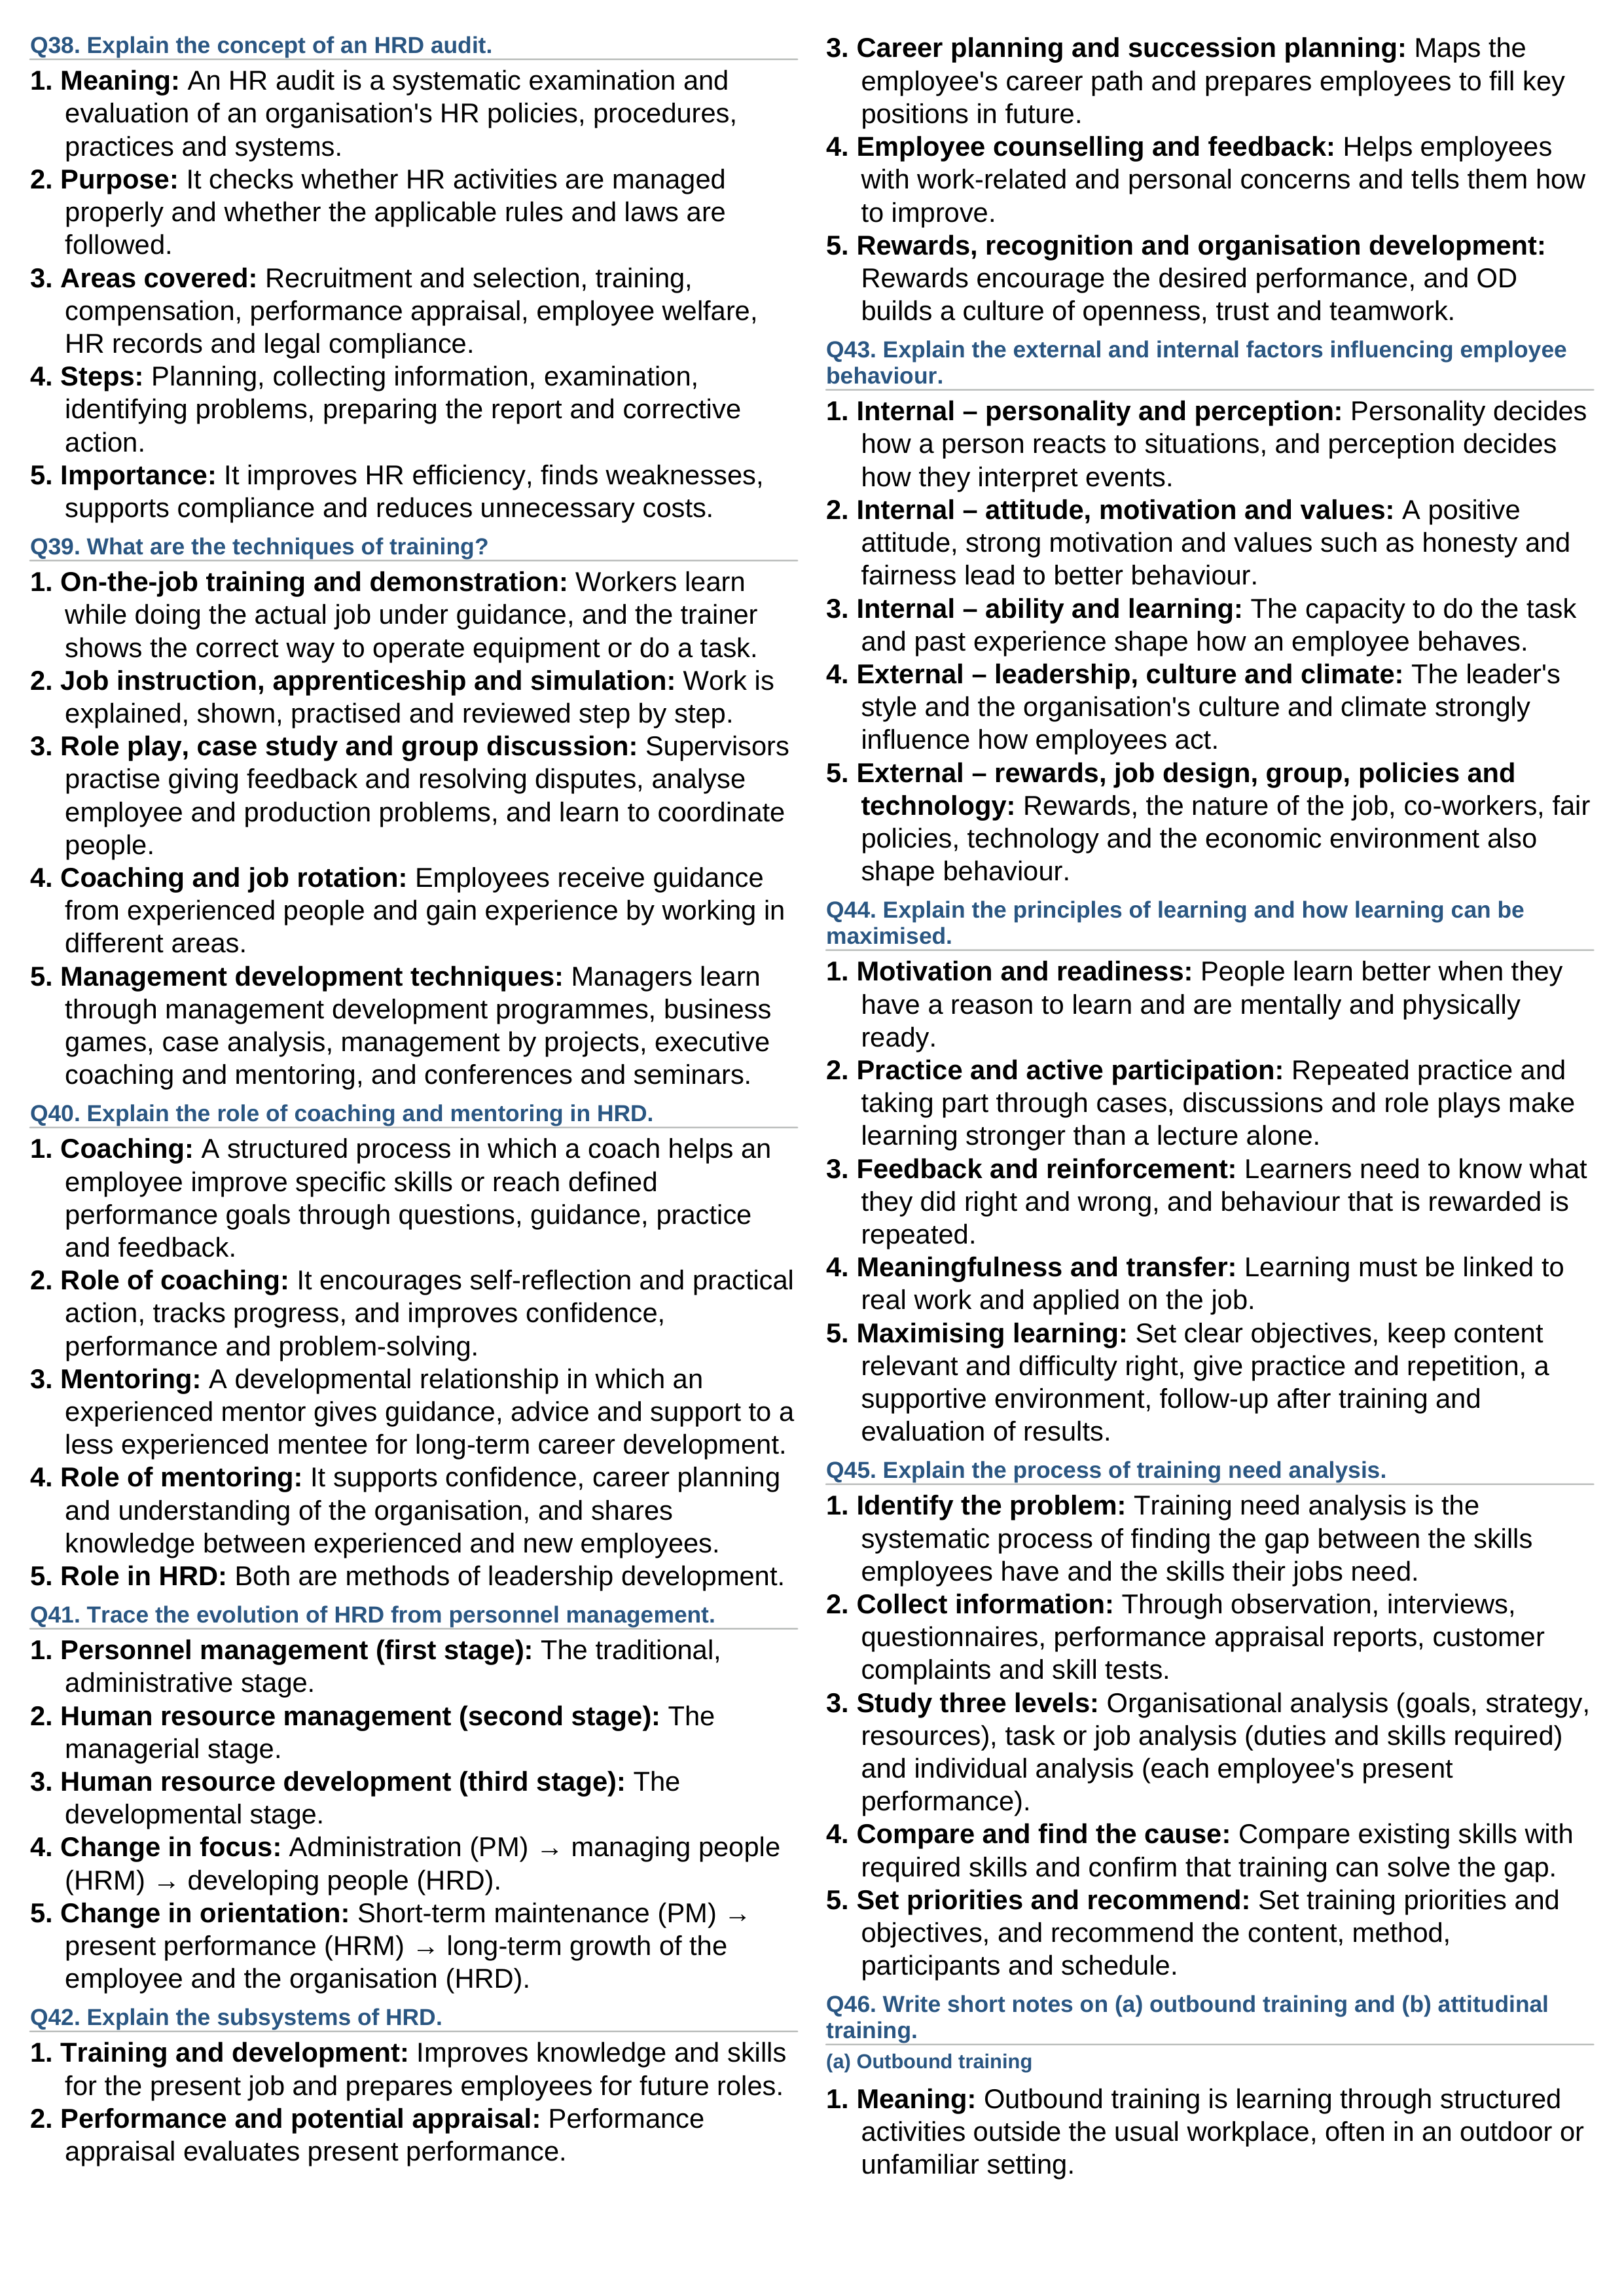 Q38. Explain the concept of an HRD audit.
1. Meaning: An HR audit is a systematic examination and
evaluation of an organisation's HR policies, procedures,
practices and systems.
2. Purpose: It checks whether HR activities are managed
properly and whether the applicable rules and laws are
followed.
3. Areas covered: Recruitment and selection, training,
compensation, performance appraisal, employee welfare,
HR records and legal compliance.
4. Steps: Planning, collecting information, examination,
identifying problems, preparing the report and corrective
action.
5. Importance: It improves HR efficiency, finds weaknesses,
supports compliance and reduces unnecessary costs.
Q39. What are the techniques of training?
1. On-the-job training and demonstration: Workers learn
while doing the actual job under guidance, and the trainer
shows the correct way to operate equipment or do a task.
2. Job instruction, apprenticeship and simulation: Work is
explained, shown, practised and reviewed step by step.
3. Role play, case study and group discussion: Supervisors
practise giving feedback and resolving disputes, analyse
employee and production problems, and learn to coordinate
people.
4. Coaching and job rotation: Employees receive guidance
from experienced people and gain experience by working in
different areas.
5. Management development techniques: Managers learn
through management development programmes, business
games, case analysis, management by projects, executive
coaching and mentoring, and conferences and seminars.
Q40. Explain the role of coaching and mentoring in HRD.
1. Coaching: A structured process in which a coach helps an
employee improve specific skills or reach defined
performance goals through questions, guidance, practice
and feedback.
2. Role of coaching: It encourages self-reflection and practical
action, tracks progress, and improves confidence,
performance and problem-solving.
3. Mentoring: A developmental relationship in which an
experienced mentor gives guidance, advice and support to a
less experienced mentee for long-term career development.
4. Role of mentoring: It supports confidence, career planning
and understanding of the organisation, and shares
knowledge between experienced and new employees.
5. Role in HRD: Both are methods of leadership development.
Q41. Trace the evolution of HRD from personnel management.
1. Personnel management (first stage): The traditional,
administrative stage.
2. Human resource management (second stage): The
managerial stage.
3. Human resource development (third stage): The
developmental stage.
4. Change in focus: Administration (PM) → managing people
(HRM) → developing people (HRD).
5. Change in orientation: Short-term maintenance (PM) →
present performance (HRM) → long-term growth of the
employee and the organisation (HRD).
Q42. Explain the subsystems of HRD.
1. Training and development: Improves knowledge and skills
for the present job and prepares employees for future roles.
2. Performance and potential appraisal: Performance
appraisal evaluates present performance.
3. Career planning and succession planning: Maps the
employee's career path and prepares employees to fill key
positions in future.
4. Employee counselling and feedback: Helps employees
with work-related and personal concerns and tells them how
to improve.
5. Rewards, recognition and organisation development:
Rewards encourage the desired performance, and OD
builds a culture of openness, trust and teamwork.
Q43. Explain the external and internal factors influencing employee
behaviour.
1. Internal – personality and perception: Personality decides
how a person reacts to situations, and perception decides
how they interpret events.
2. Internal – attitude, motivation and values: A positive
attitude, strong motivation and values such as honesty and
fairness lead to better behaviour.
3. Internal – ability and learning: The capacity to do the task
and past experience shape how an employee behaves.
4. External – leadership, culture and climate: The leader's
style and the organisation's culture and climate strongly
influence how employees act.
5. External – rewards, job design, group, policies and
technology: Rewards, the nature of the job, co-workers, fair
policies, technology and the economic environment also
shape behaviour.
Q44. Explain the principles of learning and how learning can be
maximised.
1. Motivation and readiness: People learn better when they
have a reason to learn and are mentally and physically
ready.
2. Practice and active participation: Repeated practice and
taking part through cases, discussions and role plays make
learning stronger than a lecture alone.
3. Feedback and reinforcement: Learners need to know what
they did right and wrong, and behaviour that is rewarded is
repeated.
4. Meaningfulness and transfer: Learning must be linked to
real work and applied on the job.
5. Maximising learning: Set clear objectives, keep content
relevant and difficulty right, give practice and repetition, a
supportive environment, follow-up after training and
evaluation of results.
Q45. Explain the process of training need analysis.
1. Identify the problem: Training need analysis is the
systematic process of finding the gap between the skills
employees have and the skills their jobs need.
2. Collect information: Through observation, interviews,
questionnaires, performance appraisal reports, customer
complaints and skill tests.
3. Study three levels: Organisational analysis (goals, strategy,
resources), task or job analysis (duties and skills required)
and individual analysis (each employee's present
performance).
4. Compare and find the cause: Compare existing skills with
required skills and confirm that training can solve the gap.
5. Set priorities and recommend: Set training priorities and
objectives, and recommend the content, method,
participants and schedule.
Q46. Write short notes on (a) outbound training and (b) attitudinal
training.
(a) Outbound training
1. Meaning: Outbound training is learning through structured
activities outside the usual workplace, often in an outdoor or
unfamiliar setting.